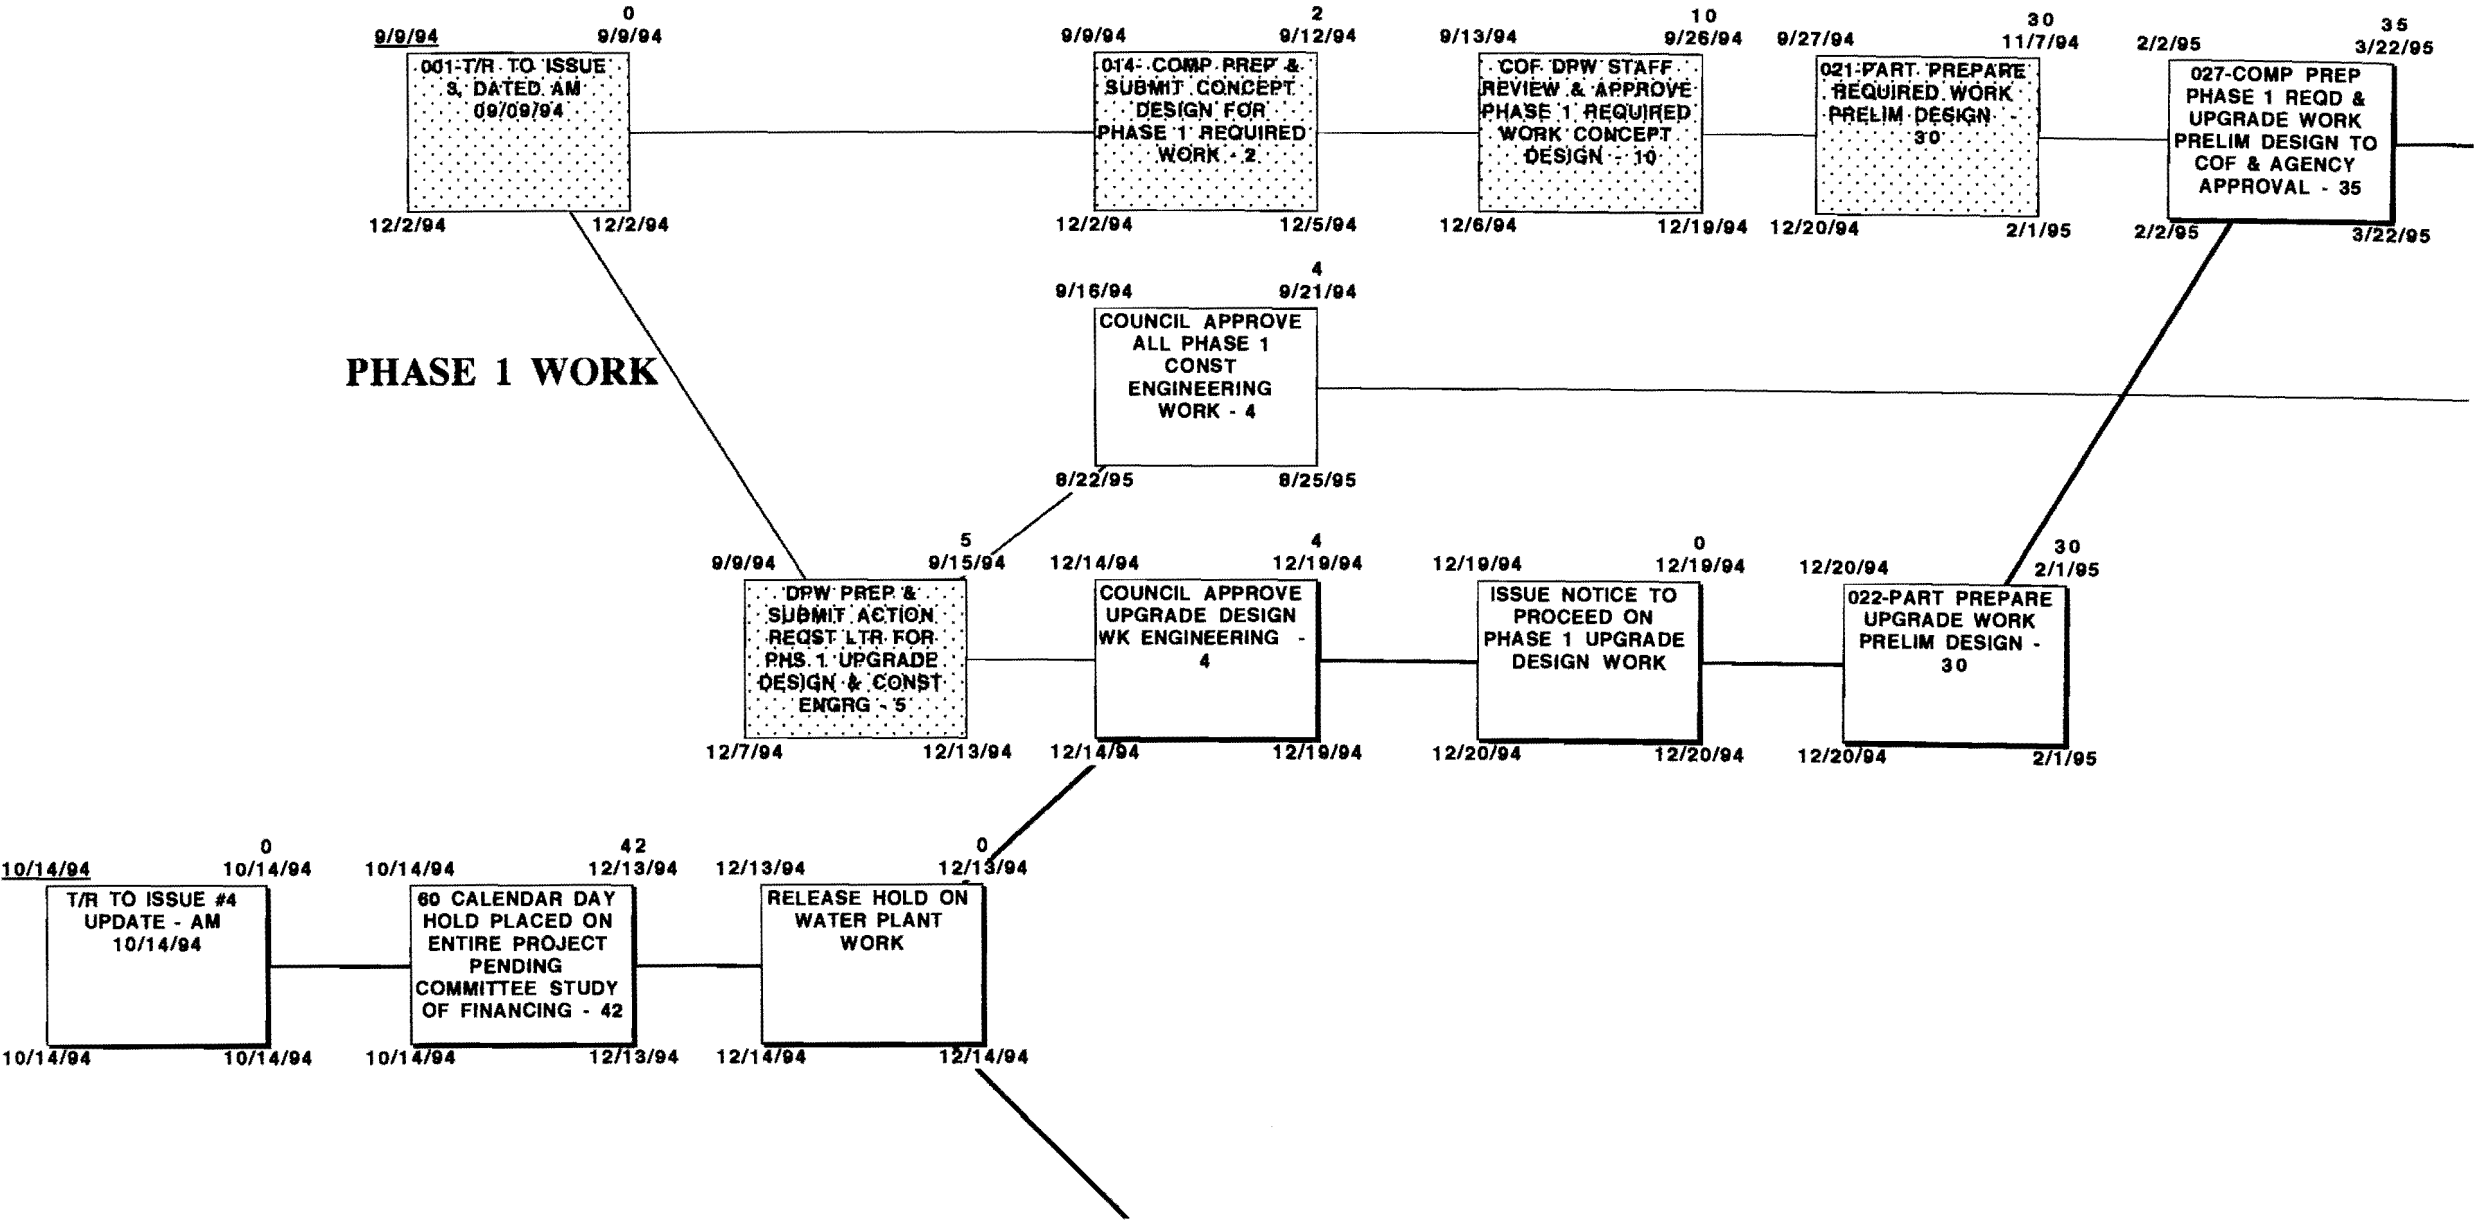 0
9/9/94 9/9/94
001-T/R TO ISSUE
3, DATED AM
09/09/94
12/2/94 12/2/94
2
9/9/94 9/12/94
014- COMP PREP &
SUBMIT CONCEPT
DESIGN FOR
PHASE 1 REQUIRED
WORK - 2
12/2/94 12/5/94
10
9/13/94 9/26/94
COF DPW STAFF
REVIEW & APPROVE
PHASE 1 REQUIRED
WORK CONCEPT
DESIGN - 10
12/6/94 12/19/94
30
9/27/94 11/7/94
021-PART PREPARE
REQUIRED WORK
PRELIM DESIGN -
30
12/20/94 2/1/95
35
2/2/95 3/22/95
027-COMP PREP
PHASE 1 REQD &
UPGRADE WORK
PRELIM DESIGN TO
COF & AGENCY
APPROVAL - 35
2/2/95 3/22/95
4
9/16/94 9/21/94
COUNCIL APPROVE
ALL PHASE 1
CONST
ENGINEERING
WORK - 4
8/22/95 8/25/95
PHASE 1 WORK
5
9/9/94 9/15/94
DPW PREP &
SUBMIT ACTION
REQST LTR FOR
PHS 1 UPGRADE
DESIGN & CONST
ENGRG - 5
12/7/94 12/13/94
4
12/14/94 12/19/94
COUNCIL APPROVE
UPGRADE DESIGN
WK ENGINEERING -
4
12/14/94 12/19/94
0
12/19/94 12/19/94
ISSUE NOTICE TO
PROCEED ON
PHASE 1 UPGRADE
DESIGN WORK
12/20/94 12/20/94
30
12/20/94 2/1/95
022-PART PREPARE
UPGRADE WORK
PRELIM DESIGN -
30
12/20/94 2/1/95
0
10/14/94 10/14/94
T/R TO ISSUE #4
UPDATE - AM
10/14/94
10/14/94 10/14/94
42
10/14/94 12/13/94
60 CALENDAR DAY
HOLD PLACED ON
ENTIRE PROJECT
PENDING
COMMITTEE STUDY
OF FINANCING - 42
10/14/94 12/13/94
0
12/13/94 12/13/94
RELEASE HOLD ON
WATER PLANT
WORK
12/14/94 12/14/94